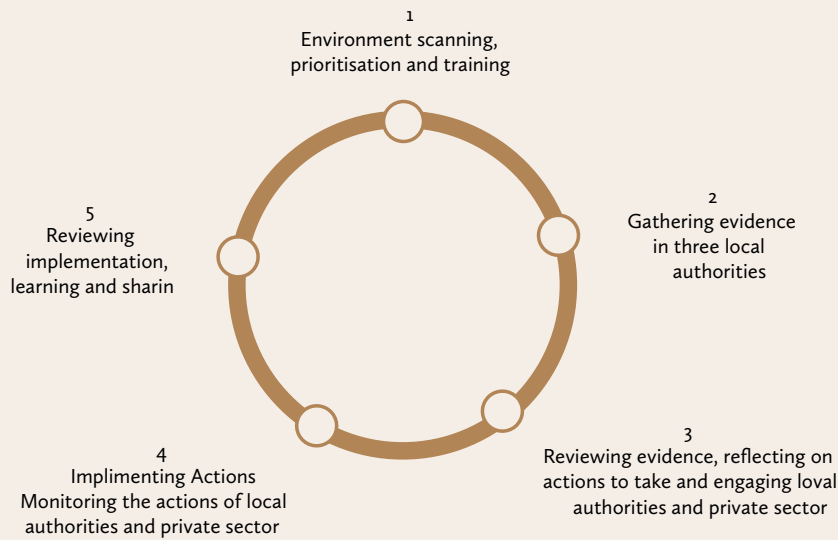 1
Environment scanning,
prioritisation and training
2
Gathering evidence
in three local
authorities
3
Reviewing evidence, reflecting on
actions to take and engaging loval
authorities and private sector
4
Implimenting Actions
Monitoring the actions of local
authorities and private sector
5
Reviewing
implementation,
learning and sharin